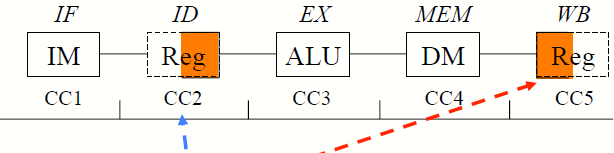 IF ID EX MEM WB
IM Reg ALU DM Reg
CC1 CC2 CC3 CC4 CC5